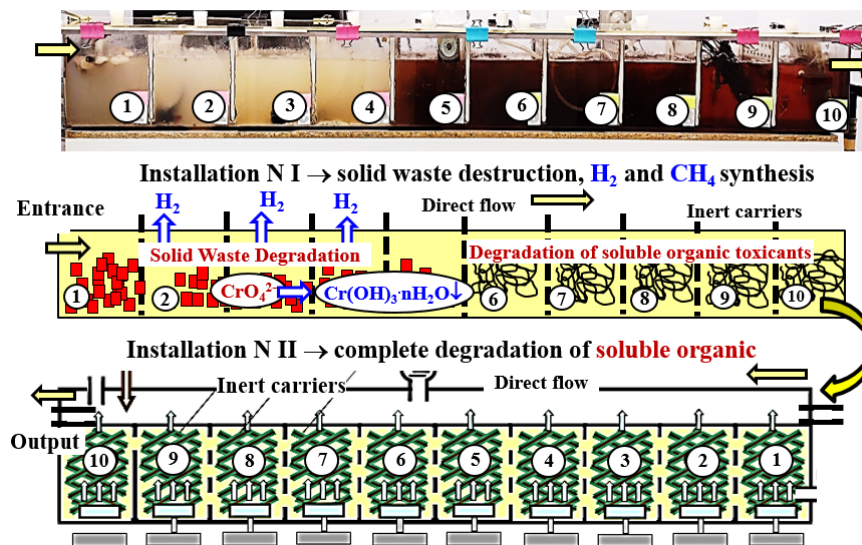 1 2 3 4 5 6 7 8 9 10
Installation N I → solid waste destruction, H₂ and CH₄ synthesis
H₂ H₂ H₂ Direct flow
Entrance Inert carriers
Solid Waste Degradation Degradation of soluble organic toxicants
CrO₄²⁻ Cr(OH)₃·nH₂O↓
1 2 6 7 8 9 10
Installation N II → complete degradation of soluble organic
Inert carriers Direct flow
Output
10 9 8 7 6 5 4 3 2 1